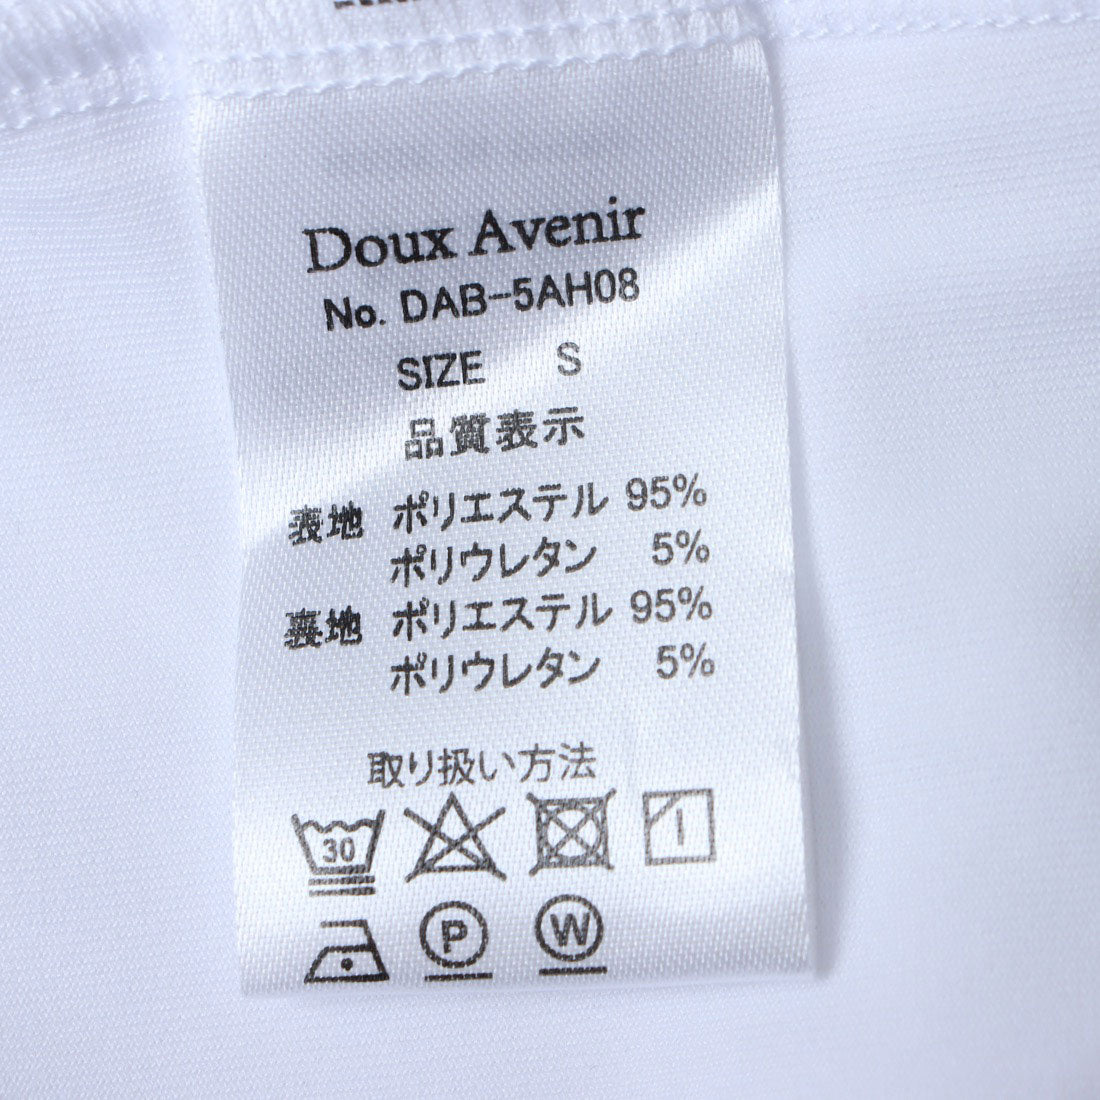 Doux Avenir
No. DAB-5AH08
SIZE S
品質表示
表地 ポリエステル 95%
ポリウレタン 5%
裏地 ポリエステル 95%
ポリウレタン 5%
取り扱い方法
30
P W